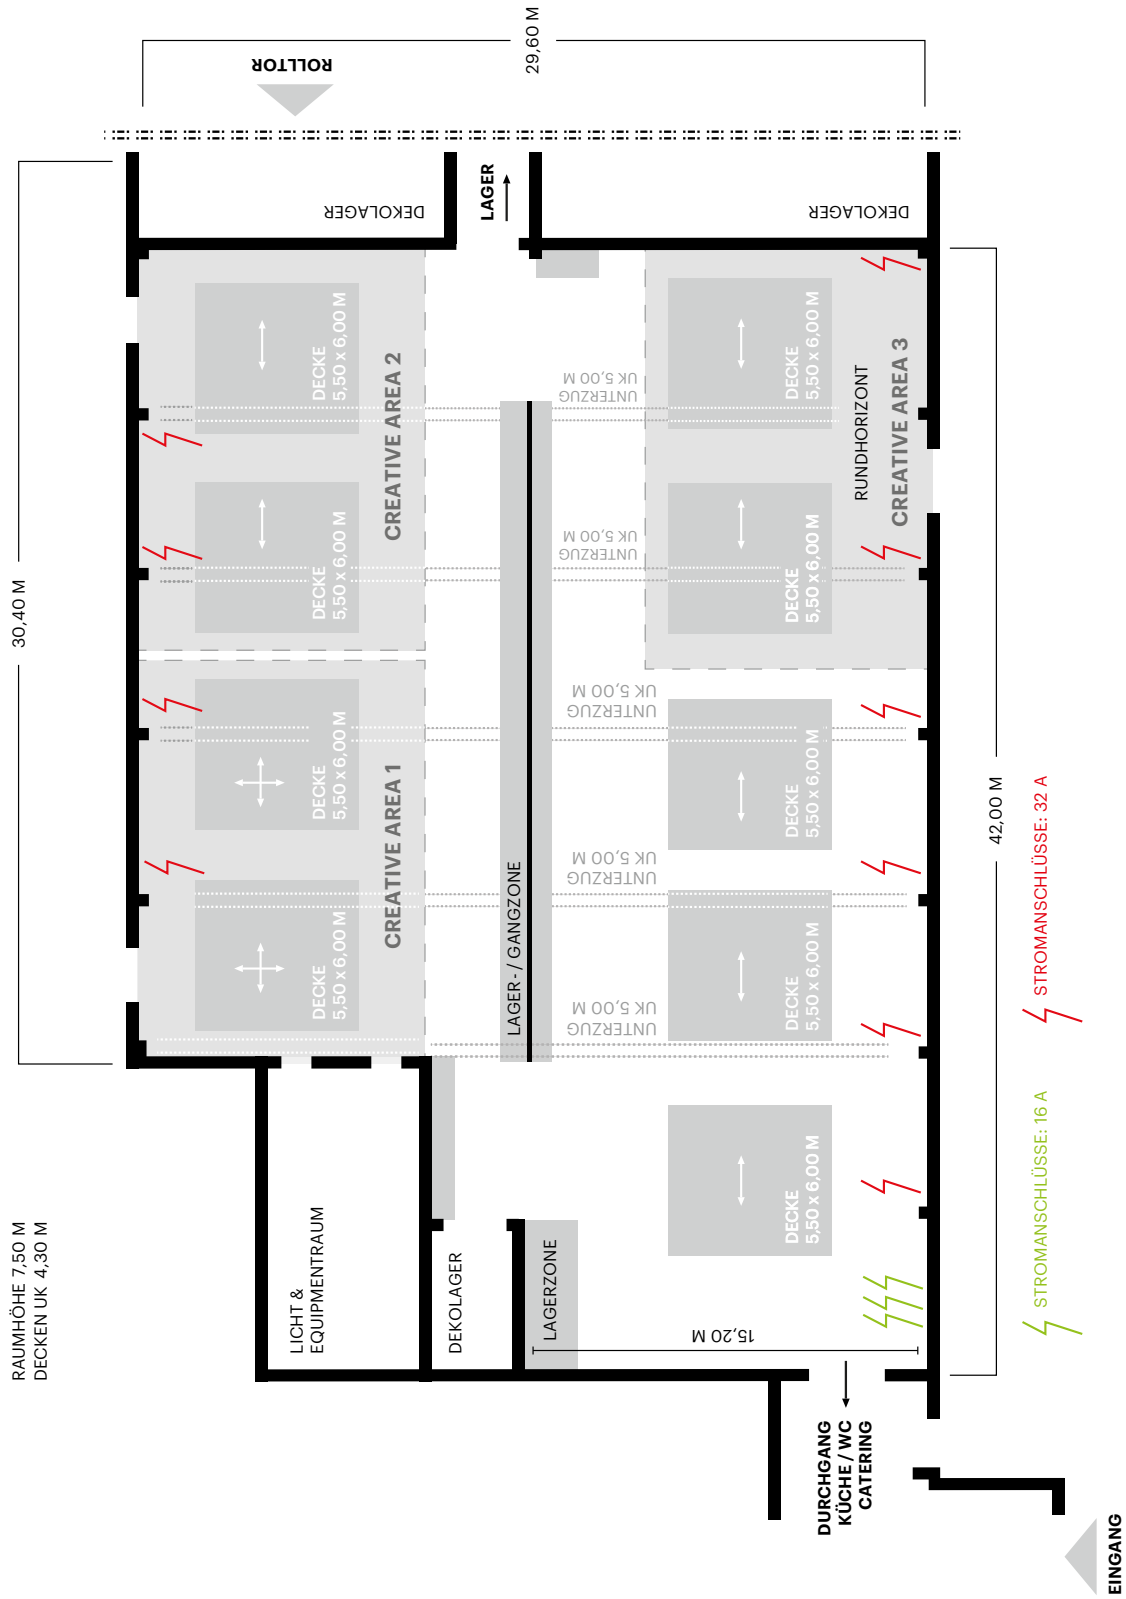 RAUMHÖHE 7,50 M
DECKEN UK 4,30 M
30,40 M
29,60 M
ROLLTOR
DEKOLAGER
LAGER
DEKOLAGER
LICHT &
EQUIPMENTRAUM
DEKOLAGER
LAGERZONE
LAGER- / GANGZONE
CREATIVE AREA 1
DECKE
5,50 x 6,00 M
DECKE
5,50 x 6,00 M
CREATIVE AREA 2
DECKE
5,50 x 6,00 M
DECKE
5,50 x 6,00 M
UNTERZUG
UK 5,00 M
UNTERZUG
UK 5,00 M
UNTERZUG
UK 5,00 M
UNTERZUG
UK 5,00 M
UNTERZUG
UK 5,00 M
DECKE
5,50 x 6,00 M
DECKE
5,50 x 6,00 M
DECKE
5,50 x 6,00 M
DECKE
5,50 x 6,00 M
DECKE
5,50 x 6,00 M
RUNDHORIZONT
CREATIVE AREA 3
15,20 M
DURCHGANG
KÜCHE / WC
CATERING
42,00 M
EINGANG
STROMANSCHLÜSSE: 16 A
STROMANSCHLÜSSE: 32 A